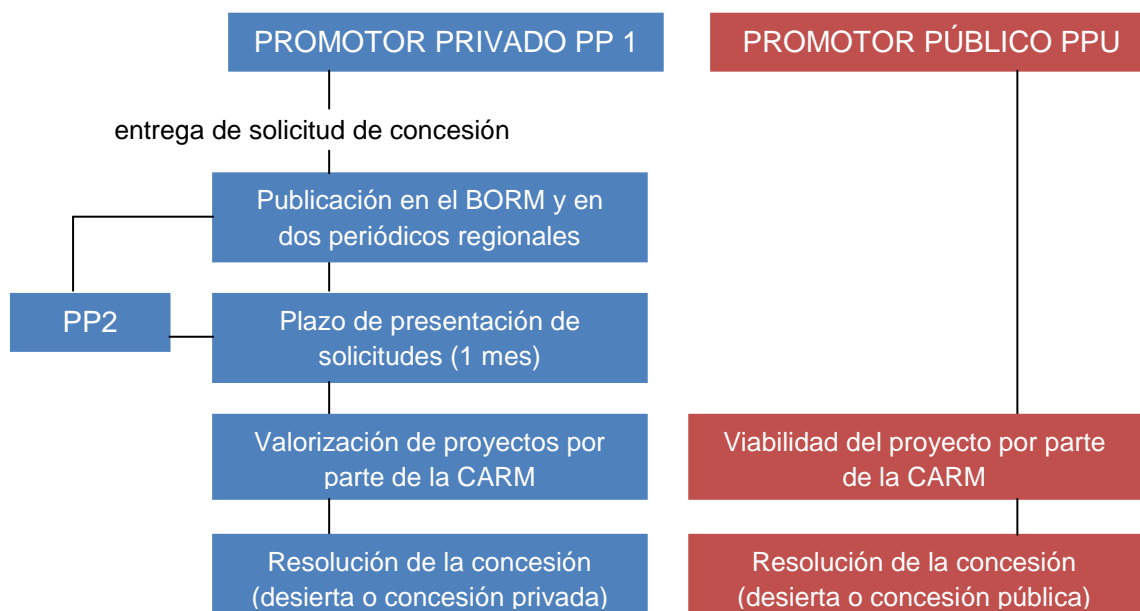 PROMOTOR PRIVADO PP 1
PROMOTOR PÚBLICO PPU
entrega de solicitud de concesión
Publicación en el BORM y en
dos periódicos regionales
PP2
Plazo de presentación de
solicitudes (1 mes)
Valorización de proyectos por
parte de la CARM
Viabilidad del proyecto por parte
de la CARM
Resolución de la concesión
(desierta o concesión privada)
Resolución de la concesión
(desierta o concesión pública)